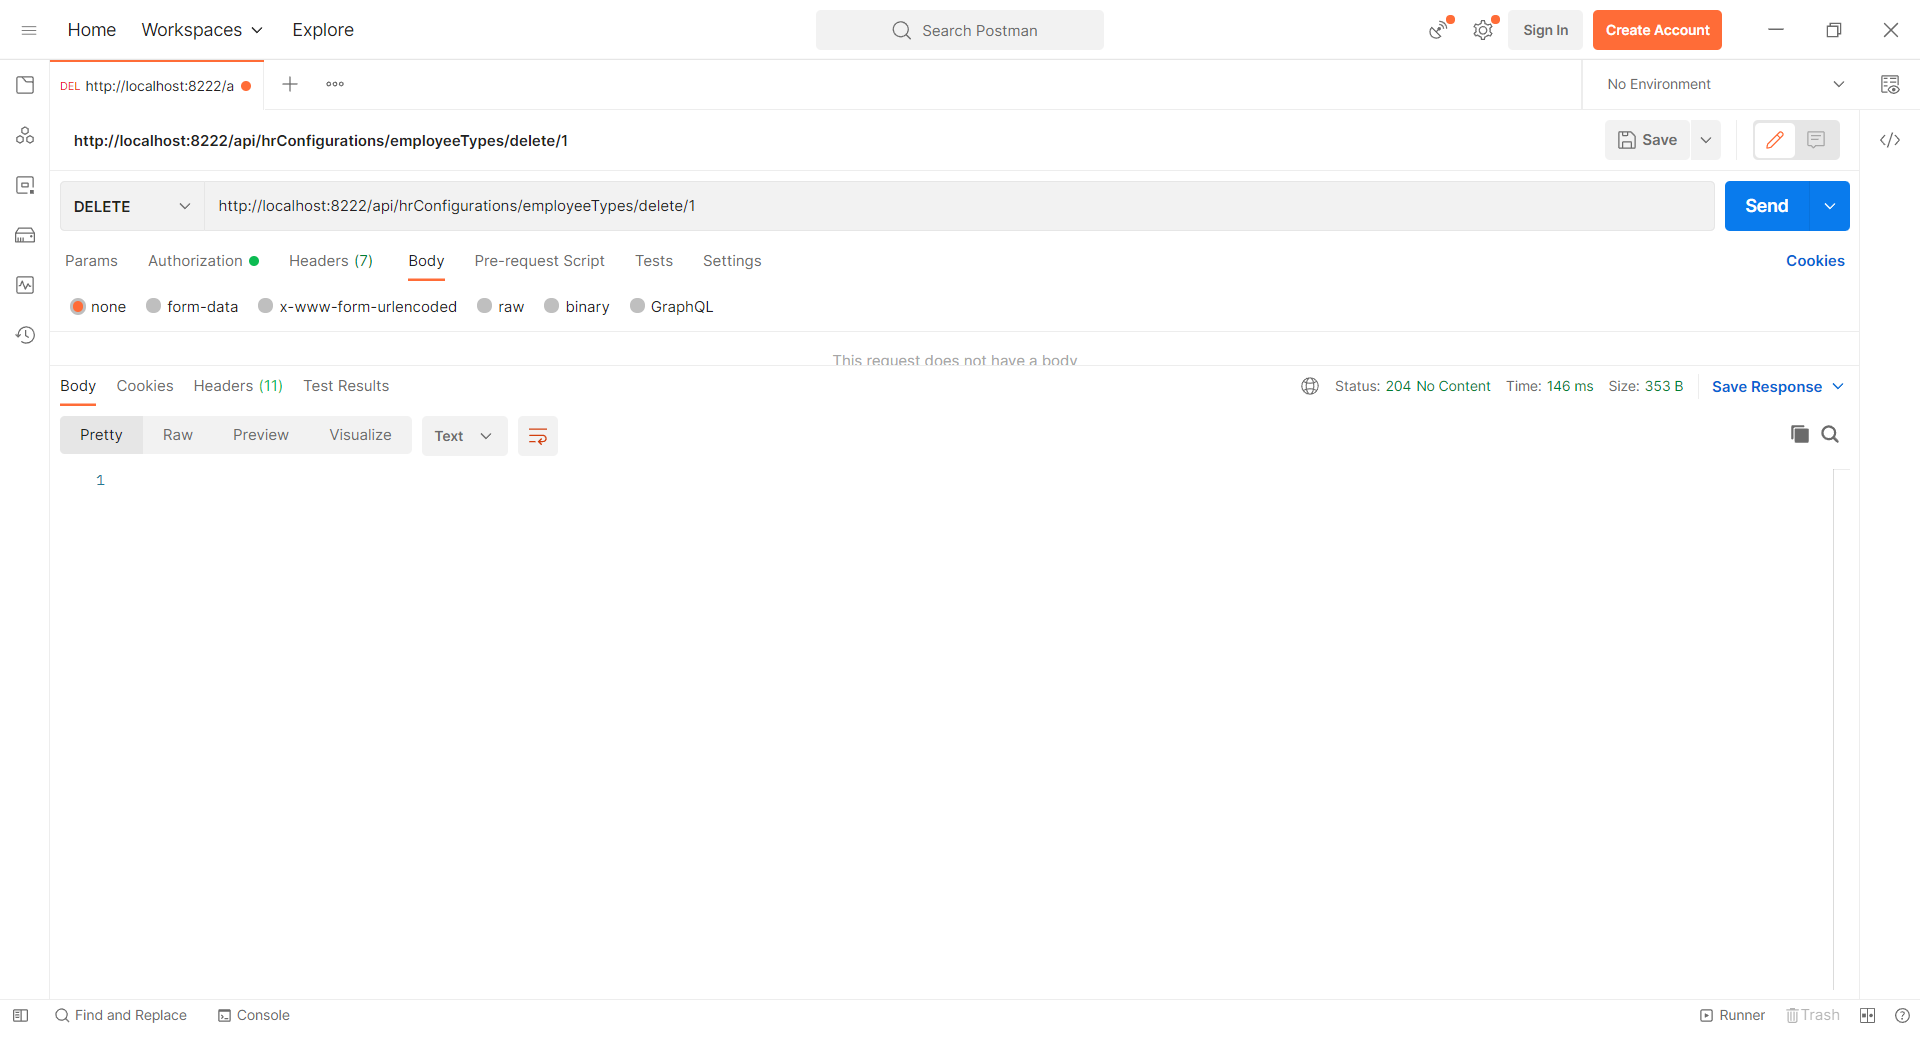 Home Workspaces Explore Search Postman Sign In Create Account
DEL http://localhost:8222/a No Environment
http://localhost:8222/api/hrConfigurations/employeeTypes/delete/1 Save
DELETE http://localhost:8222/api/hrConfigurations/employeeTypes/delete/1 Send
Params Authorization Headers (7) Body Pre-request Script Tests Settings Cookies
none form-data x-www-form-urlencoded raw binary GraphQL
This request does not have a body
Body Cookies Headers (11) Test Results Status: 204 No Content Time: 146 ms Size: 353 B Save Response
Pretty Raw Preview Visualize Text
1
Find and Replace Console Runner Trash